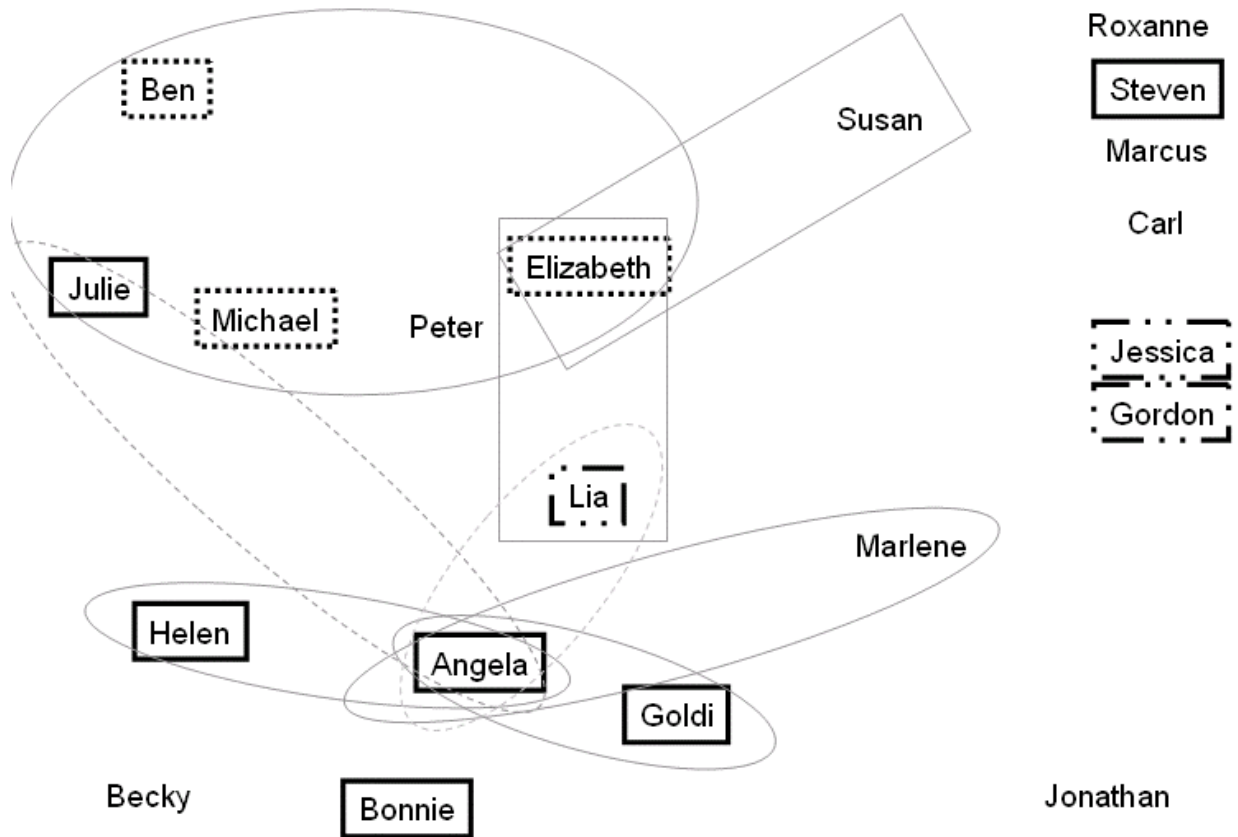 Roxanne
Ben
Steven
Susan
Marcus
Carl
Elizabeth
Julie
Michael
Peter
Jessica
Gordon
Lia
Marlene
Helen
Angela
Goldi
Becky
Bonnie
Jonathan